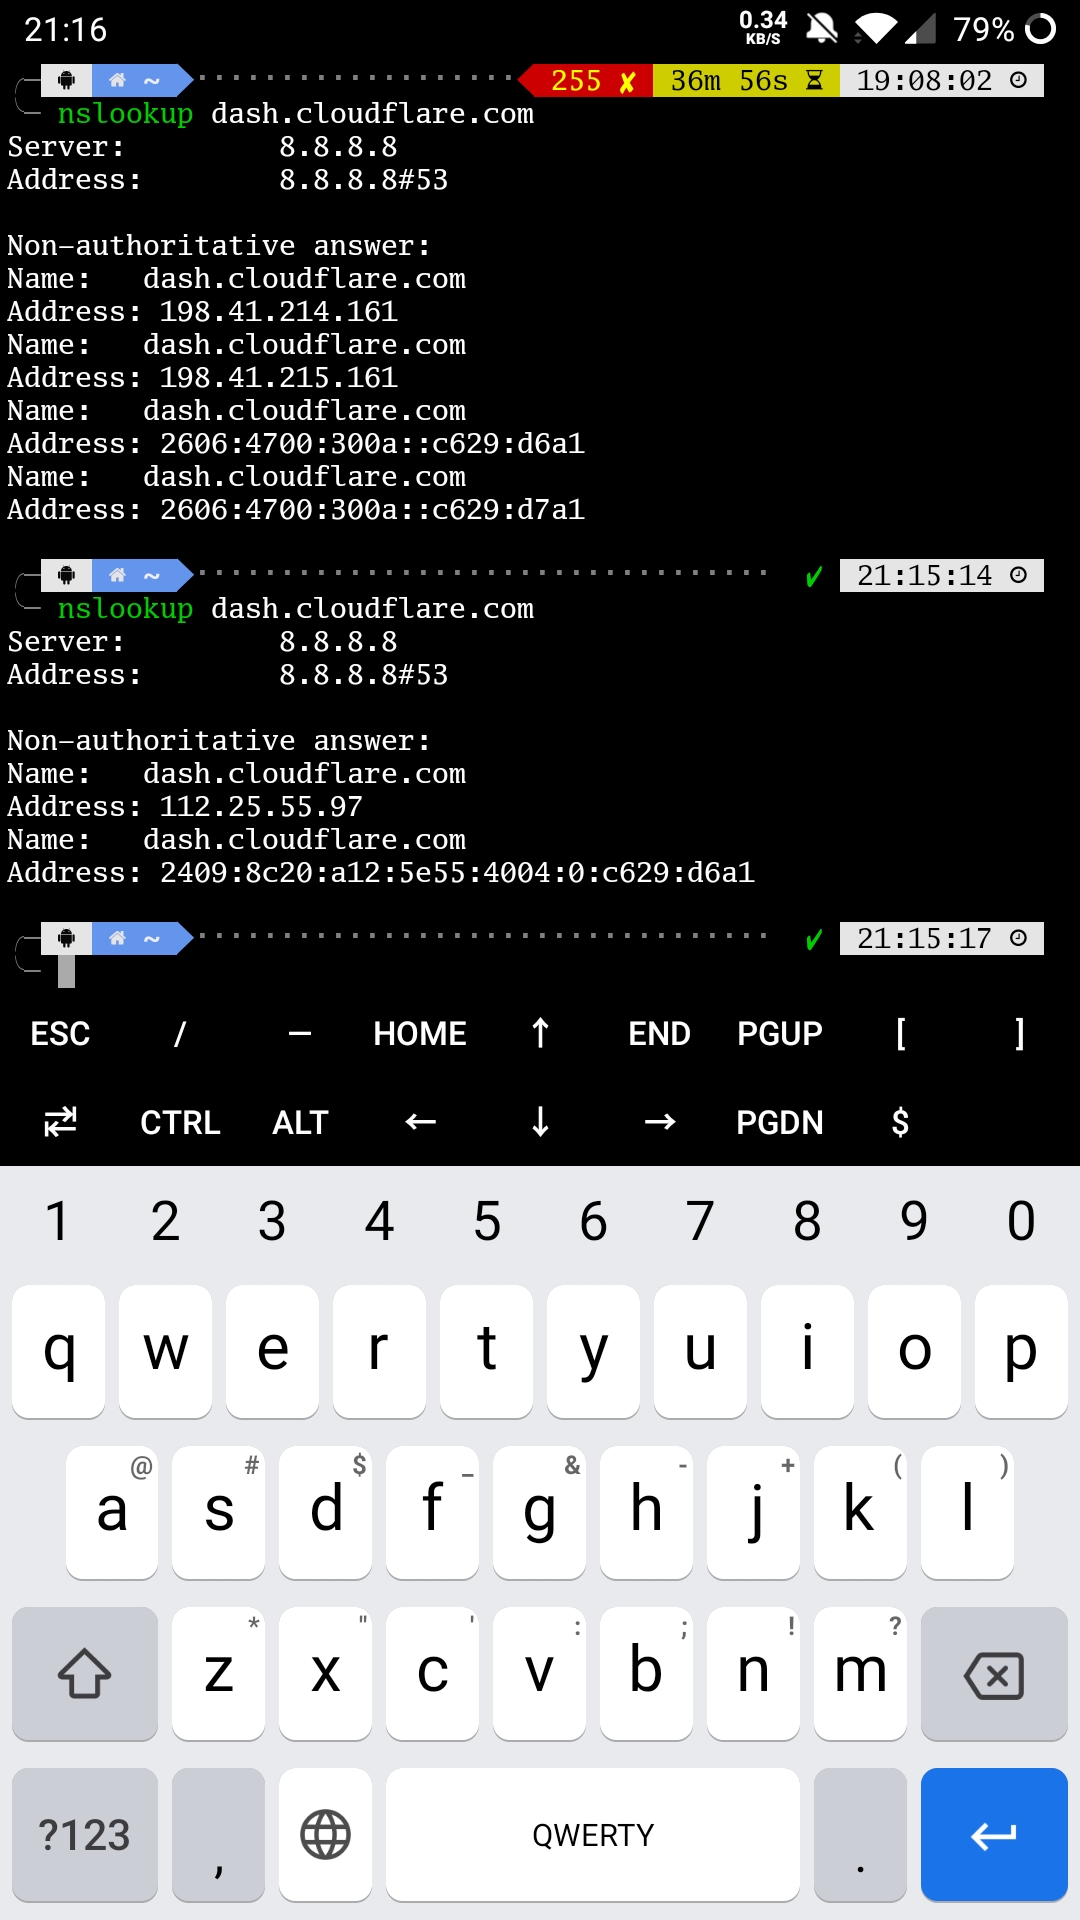 21:16 0.34 KB/S 79%
~ 255 ✘ 36m 56s 19:08:02
nslookup dash.cloudflare.com
Server: 8.8.8.8
Address: 8.8.8.8#53
Non-authoritative answer:
Name: dash.cloudflare.com
Address: 198.41.214.161
Name: dash.cloudflare.com
Address: 198.41.215.161
Name: dash.cloudflare.com
Address: 2606:4700:300a::c629:d6a1
Name: dash.cloudflare.com
Address: 2606:4700:300a::c629:d7a1
~ ✔ 21:15:14
nslookup dash.cloudflare.com
Server: 8.8.8.8
Address: 8.8.8.8#53
Non-authoritative answer:
Name: dash.cloudflare.com
Address: 112.25.55.97
Name: dash.cloudflare.com
Address: 2409:8c20:a12:5e55:4004:0:c629:d6a1
~ ✔ 21:15:17
ESC / — HOME ↑ END PGUP [ ]
⇄ CTRL ALT ← ↓ → PGDN $
1 2 3 4 5 6 7 8 9 0
q w e r t y u i o p
@ # $ _ & - + ( )
a s d f g h j k l
* " ' : ; ! ?
z x c v b n m
?123 , QWERTY .